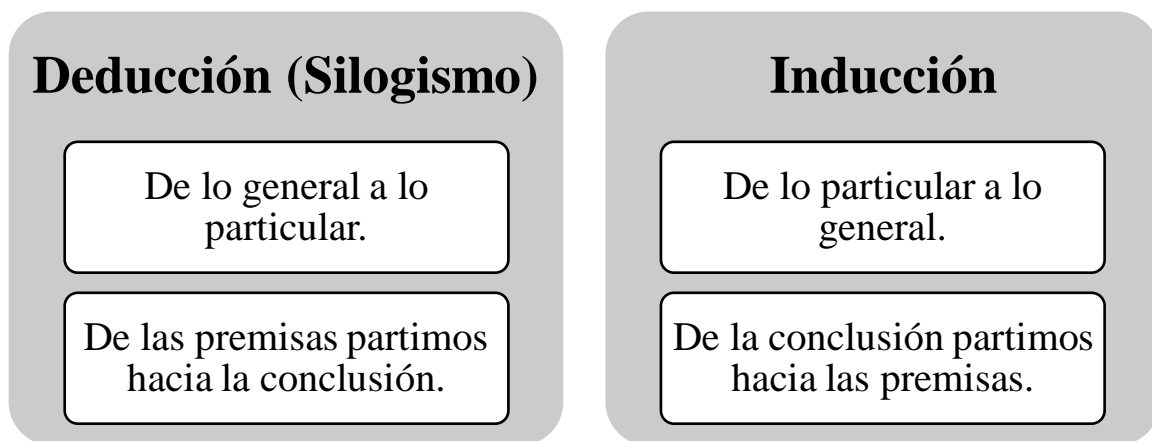 Deducción (Silogismo)
De lo general a lo
particular.
De las premisas partimos
hacia la conclusión.
Inducción
De lo particular a lo
general.
De la conclusión partimos
hacia las premisas.